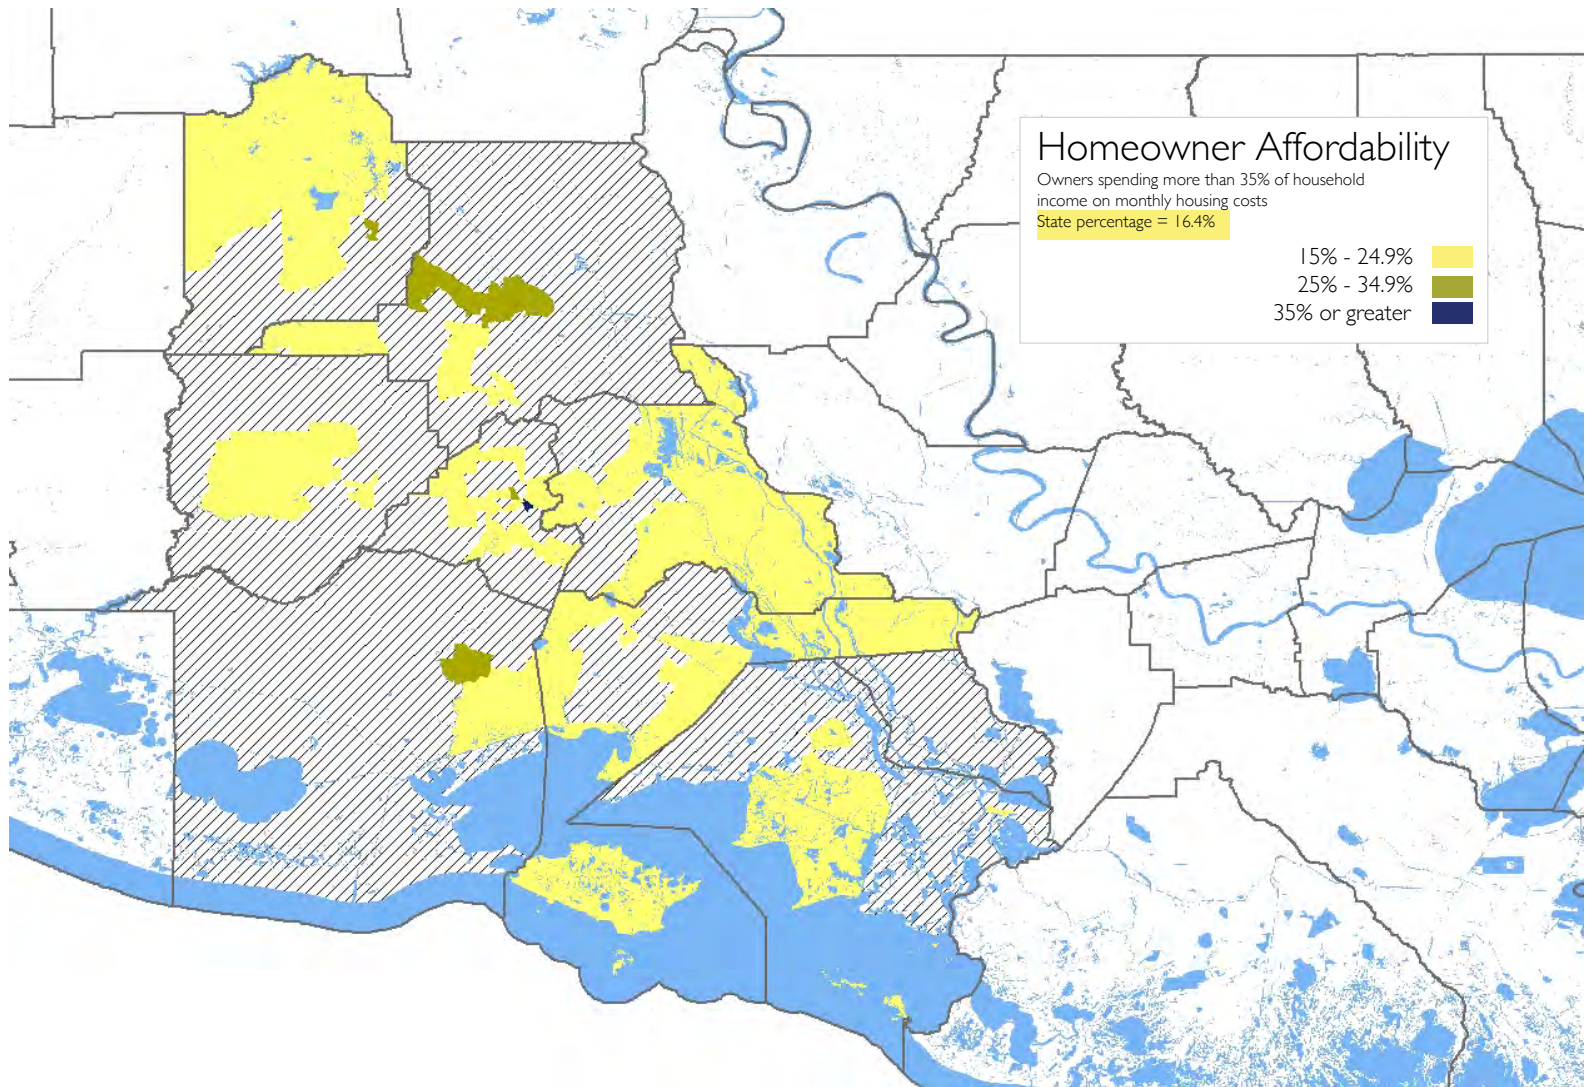 Homeowner Affordability
Owners spending more than 35% of household
income on monthly housing costs
State percentage = 16.4%
15% - 24.9%
25% - 34.9%
35% or greater